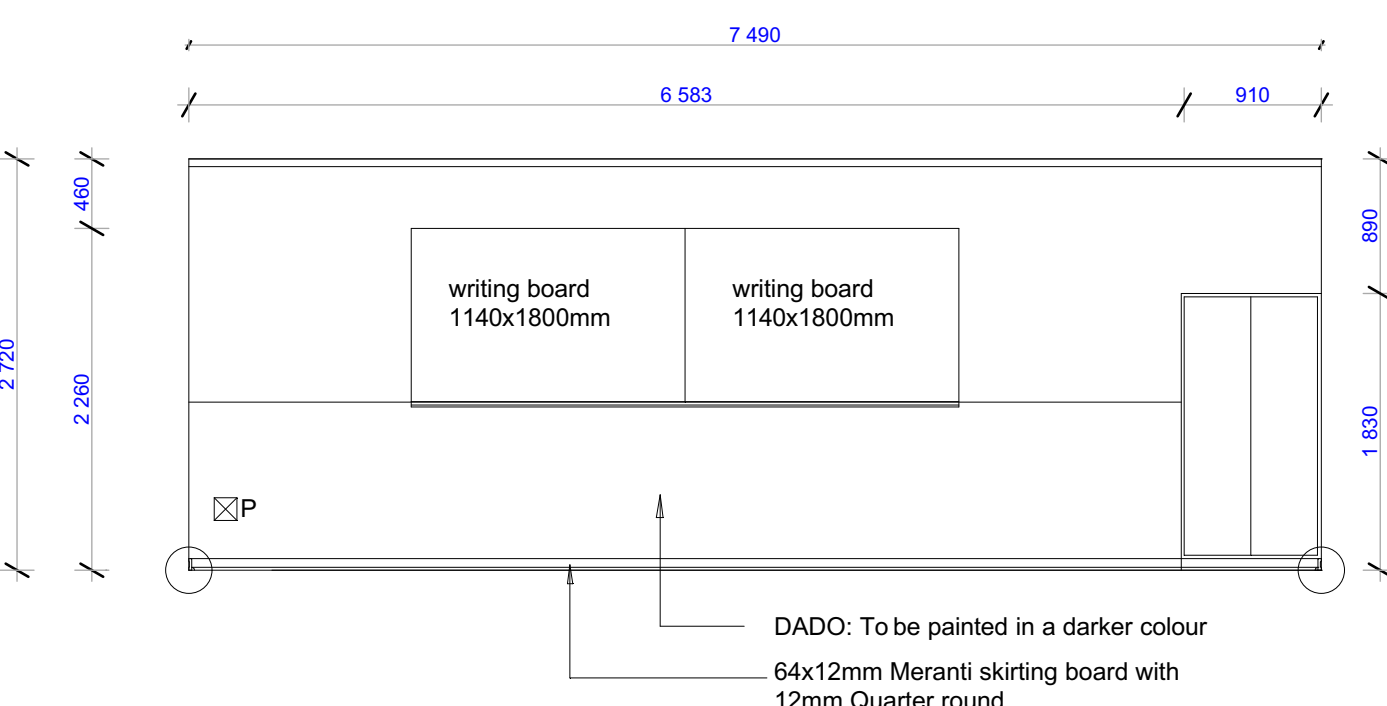 7 490
6 583
910
460
890
writing board
1140x1800mm
writing board
1140x1800mm
2 720
2 260
1 830
P
DADO: To be painted in a darker colour
64x12mm Meranti skirting board with
12mm Quarter round